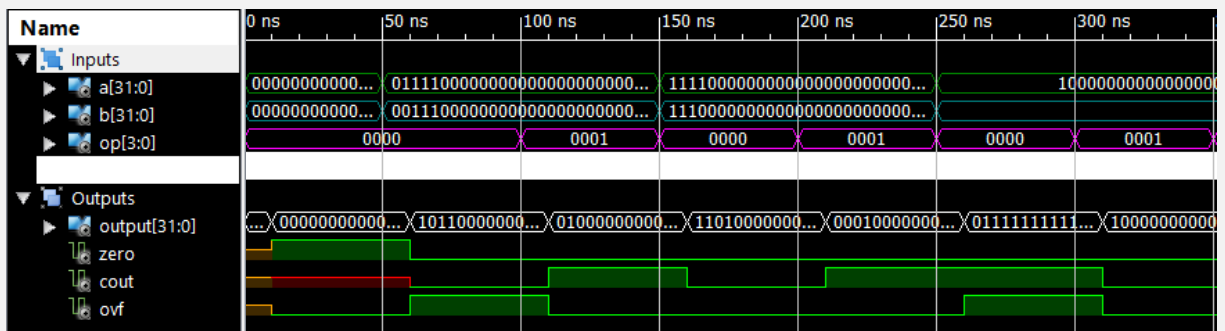 Name 0 ns 50 ns 100 ns 150 ns 200 ns 250 ns 300 ns
Inputs
a[31:0] 00000000000... 01111000000000000000000000... 11110000000000000000000000... 10000000000000000
b[31:0] 00000000000... 00111000000000000000000000... 11100000000000000000000000...
op[3:0] 0000 0001 0000 0001 0000 0001
Outputs
output[31:0] ... 00000000000... 10110000000... 01000000000... 11010000000... 00010000000... 01111111111... 10000000000
zero
cout
ovf